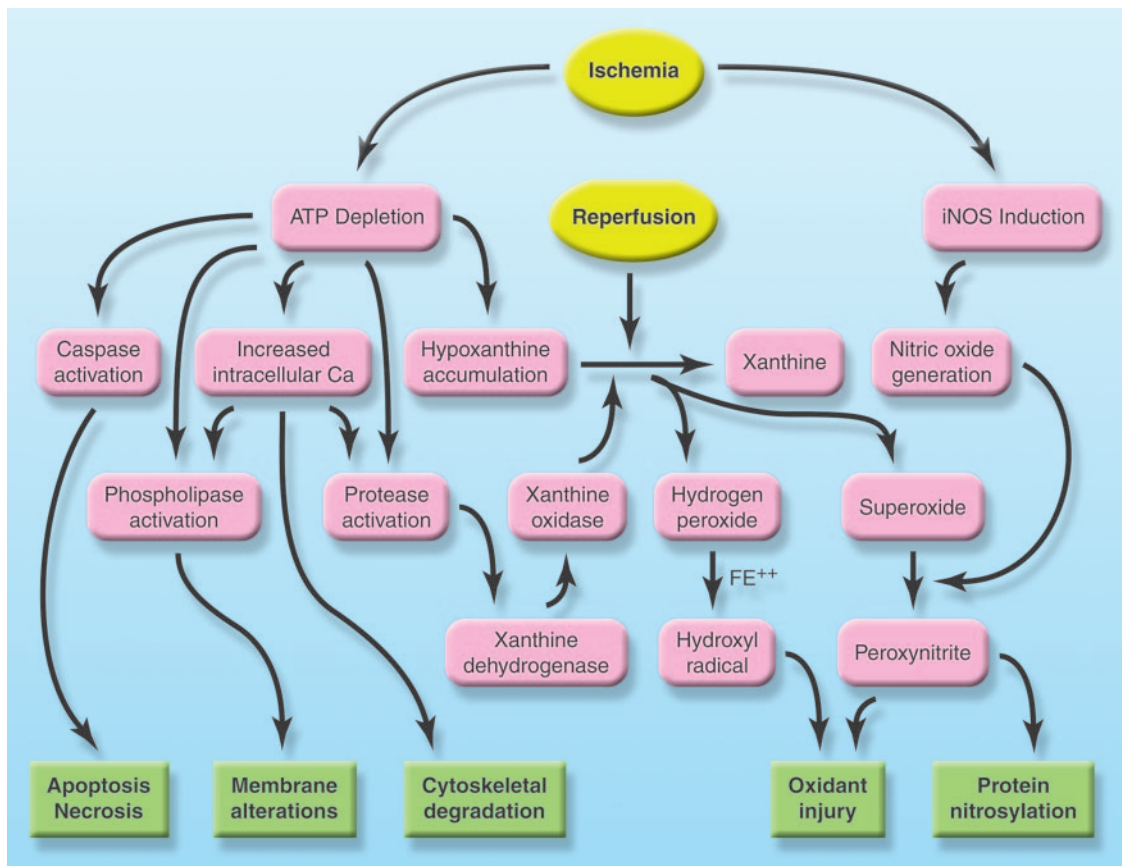 Ischemia
ATP Depletion
Reperfusion
iNOS Induction
Caspase
activation
Increased
intracellular Ca
Hypoxanthine
accumulation
Xanthine
Nitric oxide
generation
Phospholipase
activation
Protease
activation
Xanthine
oxidase
Hydrogen
peroxide
Superoxide
FE⁺⁺
Xanthine
dehydrogenase
Hydroxyl
radical
Peroxynitrite
Apoptosis
Necrosis
Membrane
alterations
Cytoskeletal
degradation
Oxidant
injury
Protein
nitrosylation